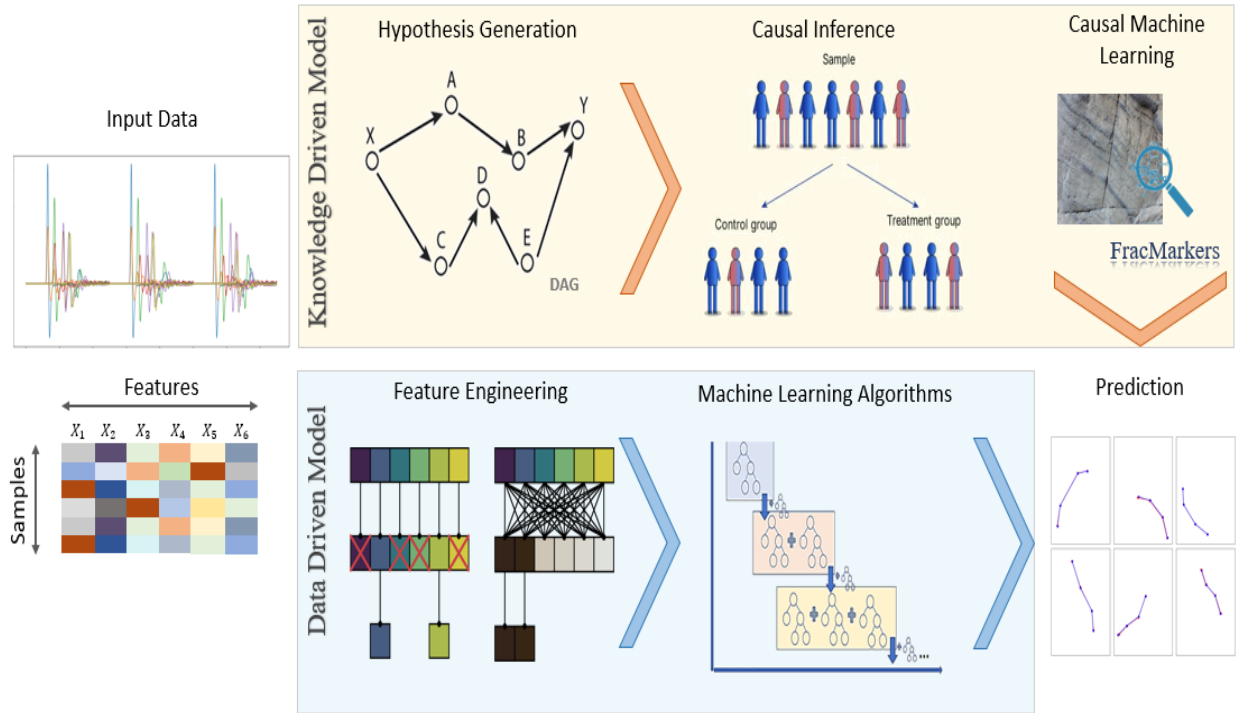 Input Data
Knowledge Driven Model
Hypothesis Generation
X
A
B
Y
D
C
E
DAG
Causal Inference
Sample
Control group
Treatment group
Causal Machine
Learning
FracMarkers
Features
X1 X2 X3 X4 X5 X6
Samples
Data Driven Model
Feature Engineering
Machine Learning Algorithms
Prediction